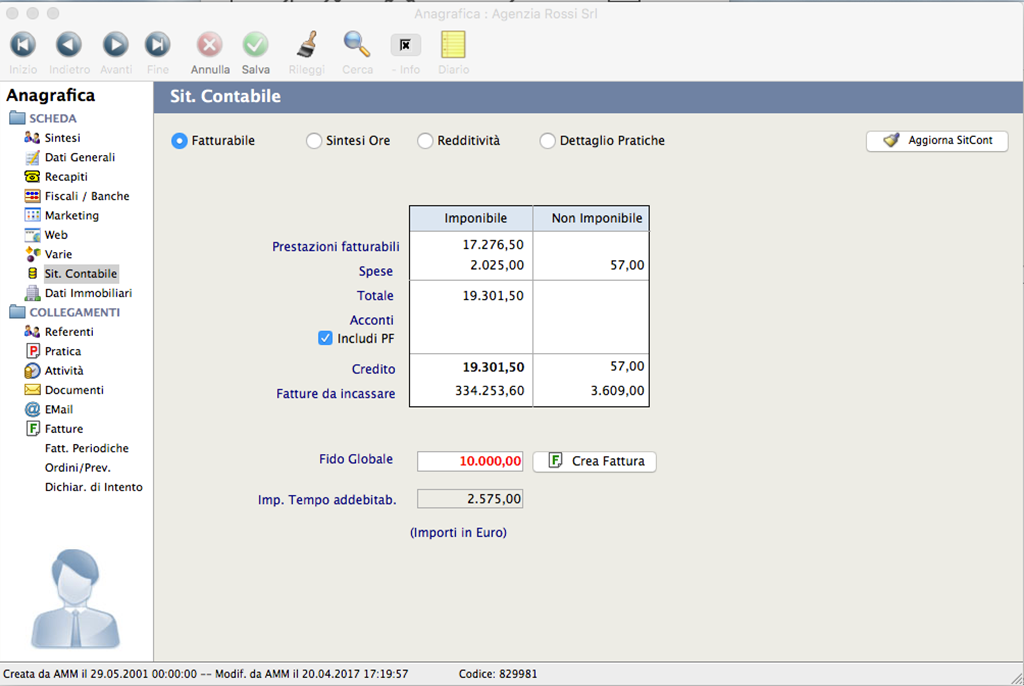 Anagrafica : Agenzia Rossi Srl
Inizio Indietro Avanti Fine Annulla Salva Rileggi Cerca - Info Diario
Anagrafica
SCHEDA
Sintesi
Dati Generali
Recapiti
Fiscali / Banche
Marketing
Web
Varie
Sit. Contabile
Dati Immobiliari
COLLEGAMENTI
Referenti
Pratica
Attività
Documenti
EMail
Fatture
Fatt. Periodiche
Ordini/Prev.
Dichiar. di Intento
Sit. Contabile
Fatturabile Sintesi Ore Redditività Dettaglio Pratiche Aggiorna SitCont
Imponibile Non Imponibile
Prestazioni fatturabili 17.276,50
Spese 2.025,00 57,00
Totale 19.301,50
Acconti
Includi PF
Credito 19.301,50 57,00
Fatture da incassare 334.253,60 3.609,00
Fido Globale 10.000,00 F Crea Fattura
Imp. Tempo addebitab. 2.575,00
(Importi in Euro)
Creata da AMM il 29.05.2001 00:00:00 -- Modif. da AMM il 20.04.2017 17:19:57 Codice: 829981